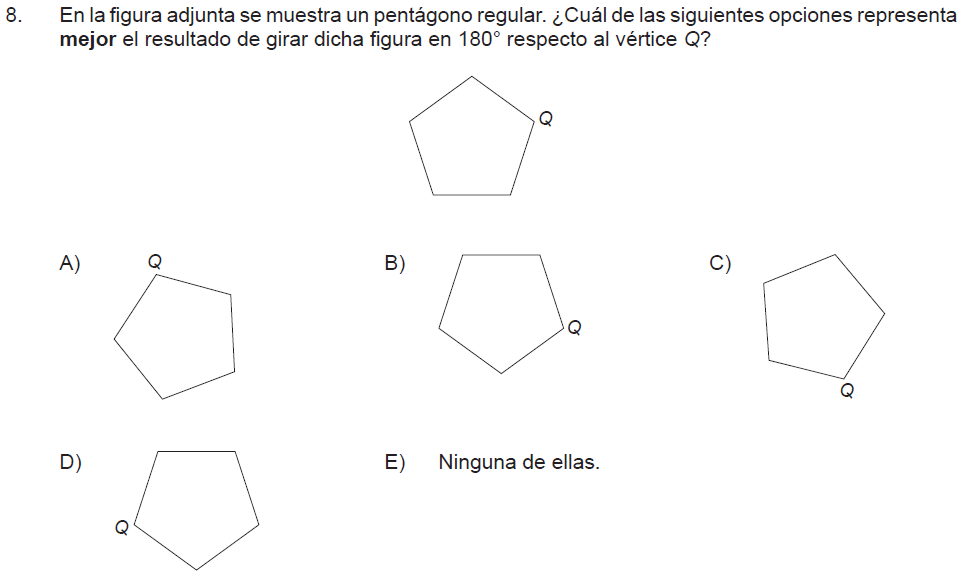 8. En la figura adjunta se muestra un pentágono regular. ¿Cuál de las siguientes opciones representa
mejor el resultado de girar dicha figura en 180° respecto al vértice Q?
Q
A) Q
B) Q
C) Q
D) Q
E) Ninguna de ellas.